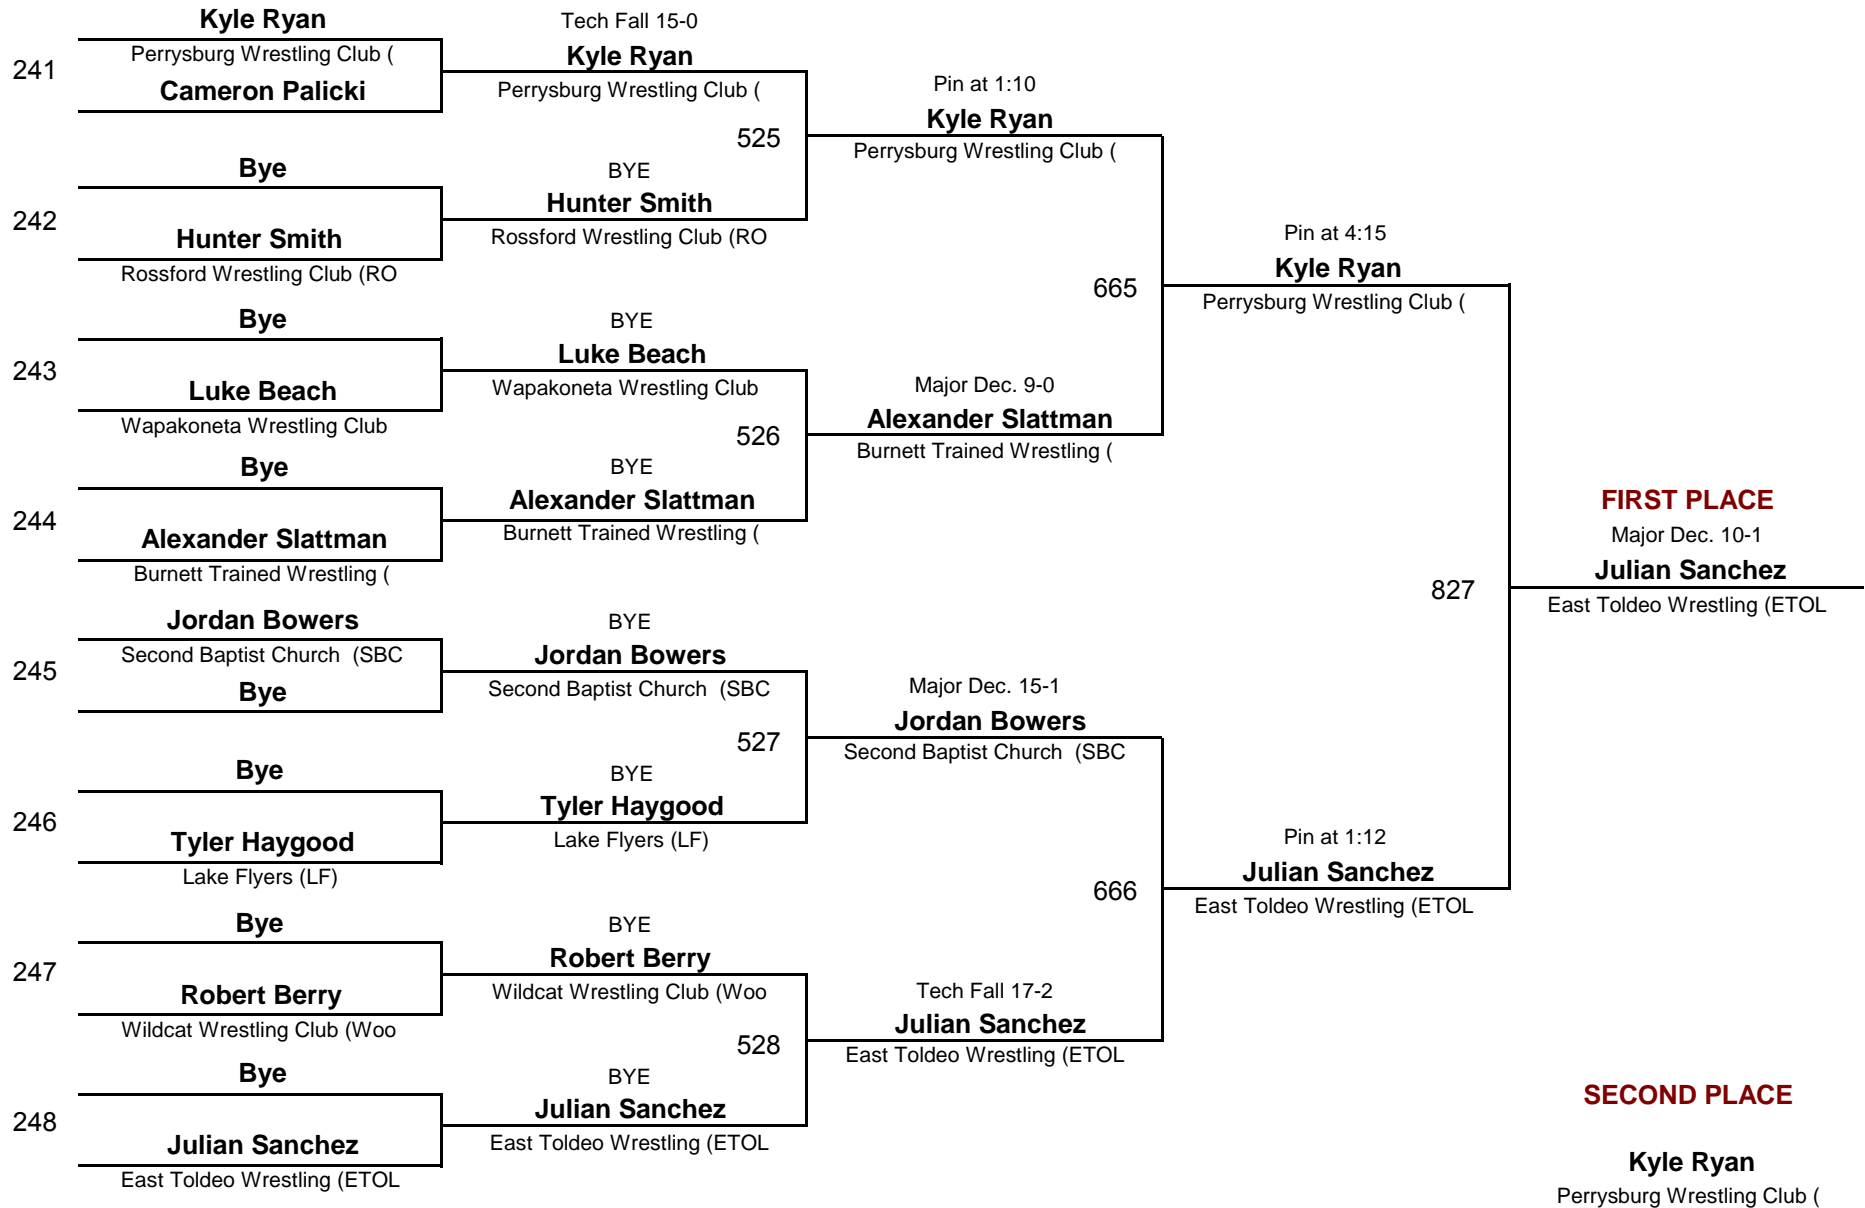 Kyle Ryan
Perrysburg Wrestling Club (
241
Cameron Palicki
Bye
242
Hunter Smith
Rossford Wrestling Club (RO
Bye
243
Luke Beach
Wapakoneta Wrestling Club
Bye
244
Alexander Slattman
Burnett Trained Wrestling (
Jordan Bowers
Second Baptist Church  (SBC
245
Bye
Bye
246
Tyler Haygood
Lake Flyers (LF)
Bye
247
Robert Berry
Wildcat Wrestling Club (Woo
Bye
248
Julian Sanchez
East Toldeo Wrestling (ETOL
Tech Fall 15-0
Kyle Ryan
Perrysburg Wrestling Club (
525
BYE
Hunter Smith
Rossford Wrestling Club (RO
BYE
Luke Beach
Wapakoneta Wrestling Club
526
BYE
Alexander Slattman
Burnett Trained Wrestling (
BYE
Jordan Bowers
Second Baptist Church  (SBC
527
BYE
Tyler Haygood
Lake Flyers (LF)
BYE
Robert Berry
Wildcat Wrestling Club (Woo
528
BYE
Julian Sanchez
East Toldeo Wrestling (ETOL
Pin at 1:10
Kyle Ryan
Perrysburg Wrestling Club (
665
Major Dec. 9-0
Alexander Slattman
Burnett Trained Wrestling (
Major Dec. 15-1
Jordan Bowers
Second Baptist Church  (SBC
666
Tech Fall 17-2
Julian Sanchez
East Toldeo Wrestling (ETOL
Pin at 4:15
Kyle Ryan
Perrysburg Wrestling Club (
827
Pin at 1:12
Julian Sanchez
East Toldeo Wrestling (ETOL
FIRST PLACE
Major Dec. 10-1
Julian Sanchez
East Toldeo Wrestling (ETOL
SECOND PLACE
Kyle Ryan
Perrysburg Wrestling Club (